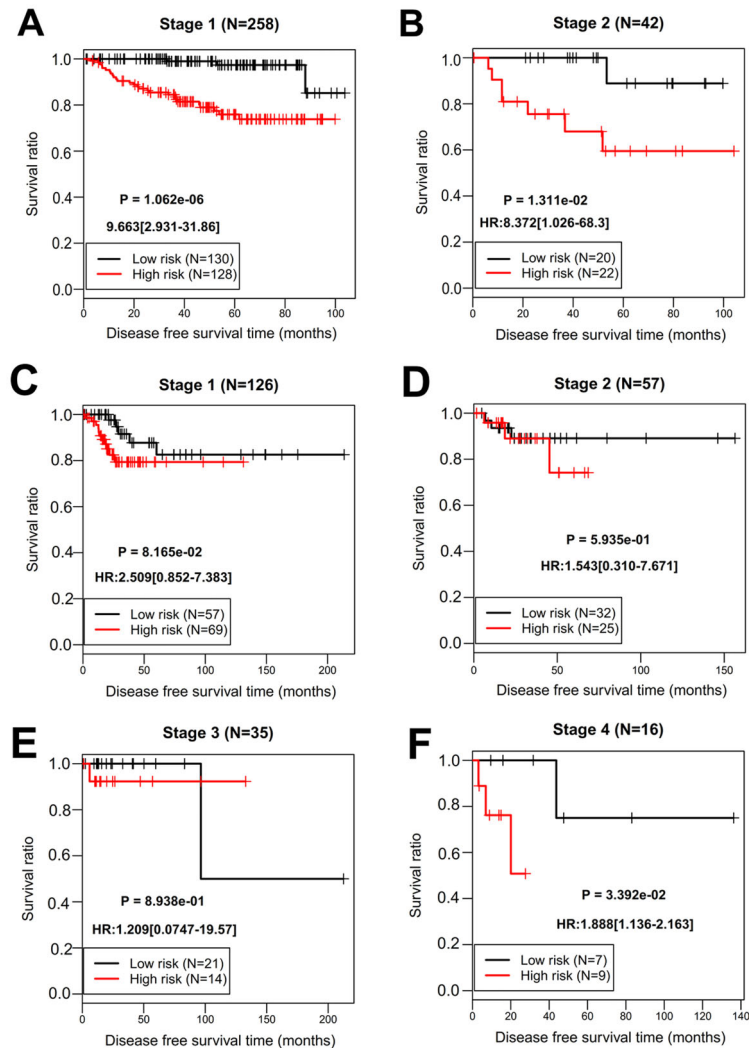 A
Stage 1 (N=258)
Survival ratio
1.0
0.8
0.6
0.4
0.2
0.0
P = 1.062e-06
9.663[2.931-31.86]
Low risk (N=130)
High risk (N=128)
0 20 40 60 80 100
Disease free survival time (months)
B
Stage 2 (N=42)
Survival ratio
1.0
0.8
0.6
0.4
0.2
0.0
P = 1.311e-02
HR:8.372[1.026-68.3]
Low risk (N=20)
High risk (N=22)
0 20 40 60 80 100
Disease free survival time (months)
C
Stage 1 (N=126)
Survival ratio
1.0
0.8
0.6
0.4
0.2
0.0
P = 8.165e-02
HR:2.509[0.852-7.383]
Low risk (N=57)
High risk (N=69)
0 50 100 150 200
Disease free survival time (months)
D
Stage 2 (N=57)
Survival ratio
1.0
0.8
0.6
0.4
0.2
0.0
P = 5.935e-01
HR:1.543[0.310-7.671]
Low risk (N=32)
High risk (N=25)
0 50 100 150
Disease free survival time (months)
E
Stage 3 (N=35)
Survival ratio
1.0
0.8
0.6
0.4
0.2
0.0
P = 8.938e-01
HR:1.209[0.0747-19.57]
Low risk (N=21)
High risk (N=14)
0 50 100 150 200
Disease free survival time (months)
F
Stage 4 (N=16)
Survival ratio
1.0
0.8
0.6
0.4
0.2
0.0
P = 3.392e-02
HR:1.888[1.136-2.163]
Low risk (N=7)
High risk (N=9)
0 20 40 60 80 100 120 140
Disease free survival time (months)